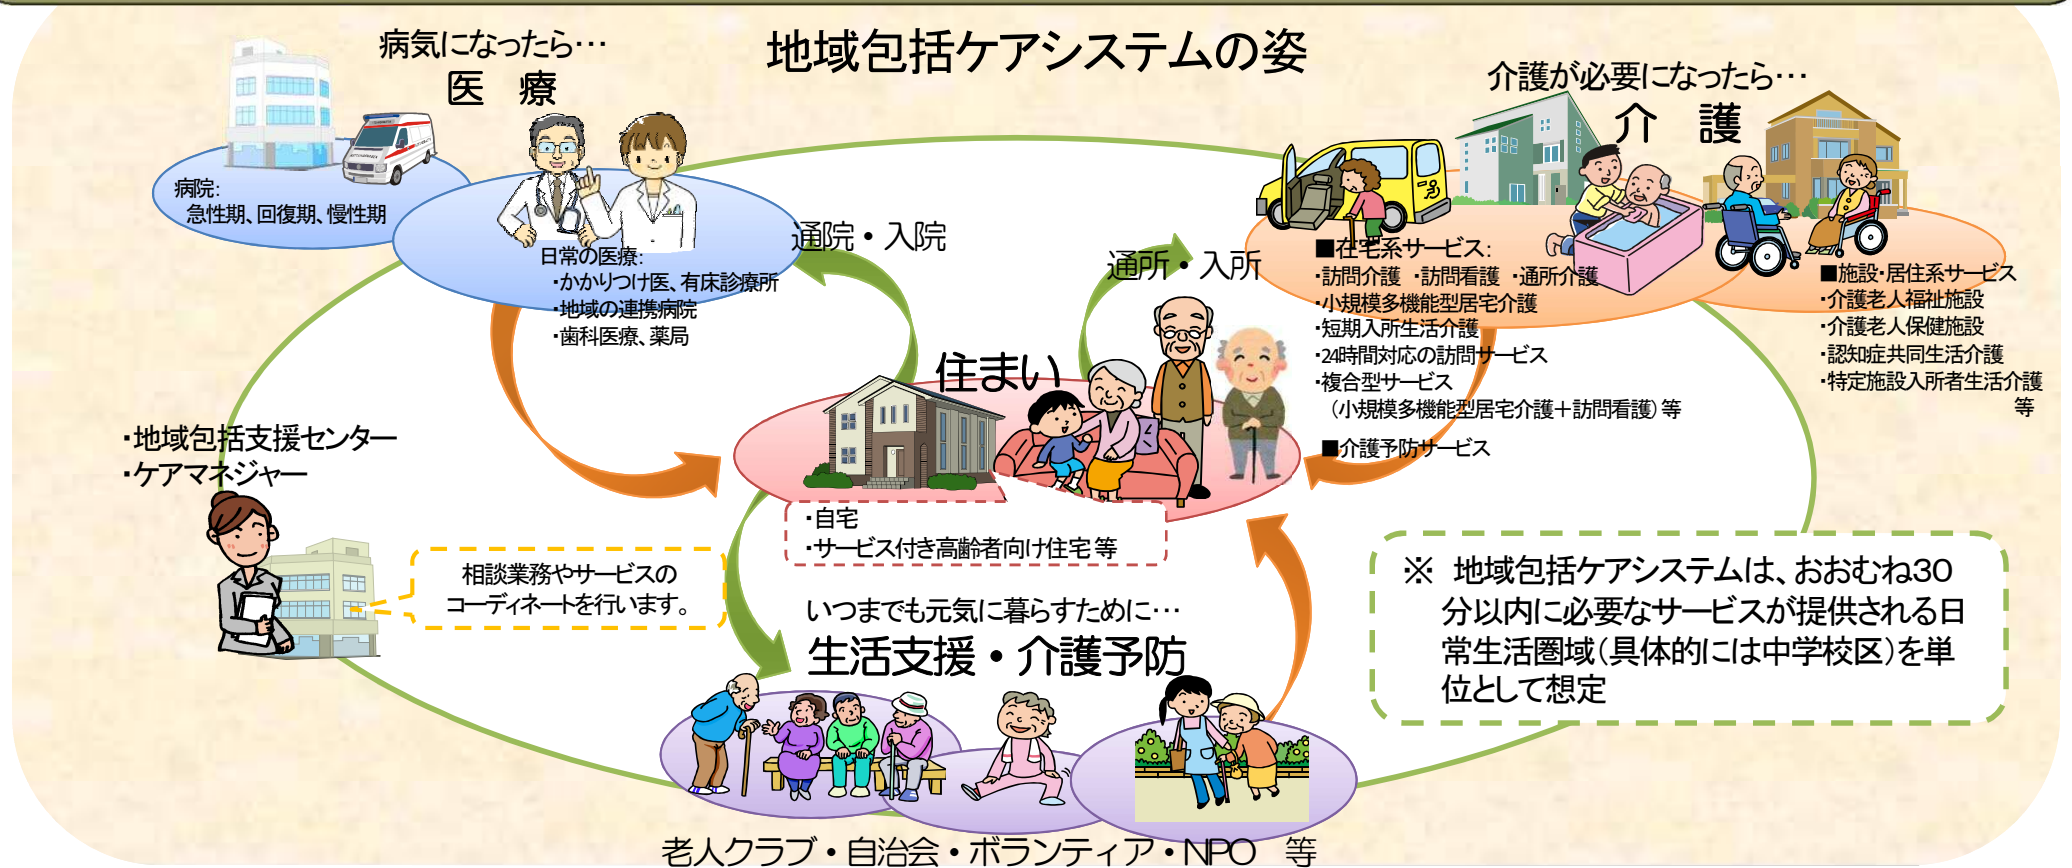 地域包括ケアシステムの姿
病気になったら…
医 療
病院:
急性期、回復期、慢性期
日常の医療:
・かかりつけ医、有床診療所
・地域の連携病院
・歯科医療、薬局
通院・入院
通所・入所
介護が必要になったら…
介 護
■在宅系サービス:
・訪問介護 ・訪問看護 ・通所介護
・小規模多機能型居宅介護
・短期入所生活介護
・24時間対応の訪問サービス
・複合型サービス
（小規模多機能型居宅介護＋訪問看護）等
■介護予防サービス
■施設・居住系サービス
・介護老人福祉施設
・介護老人保健施設
・認知症共同生活介護
・特定施設入所者生活介護
等
住まい
・自宅
・サービス付き高齢者向け住宅 等
・地域包括支援センター
・ケアマネジャー
相談業務やサービスの
コーディネートを行います。
いつまでも元気に暮らすために…
生活支援・介護予防
老人クラブ・自治会・ボランティア・NPO 等
※ 地域包括ケアシステムは、おおむね30
分以内に必要なサービスが提供される日
常生活圏域（具体的には中学校区）を単
位として想定